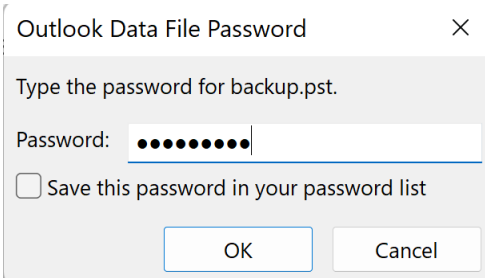 Outlook Data File Password
Type the password for backup.pst.
Password: ●●●●●●●●●
Save this password in your password list
OK Cancel